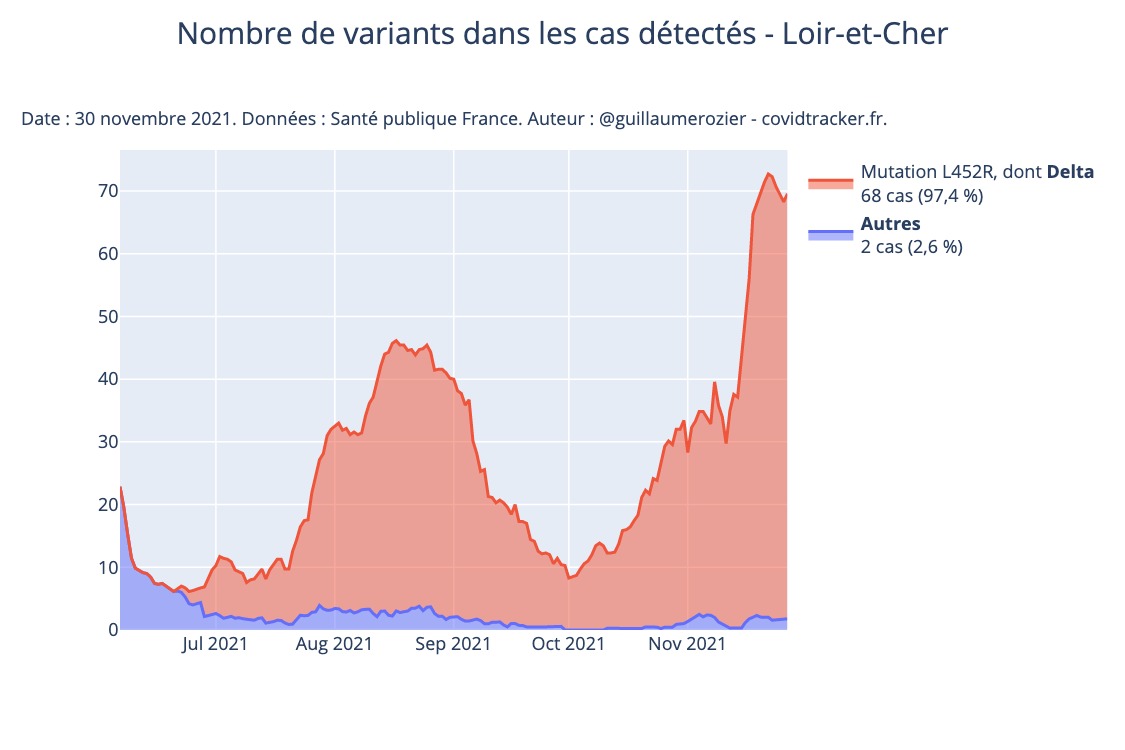 Nombre de variants dans les cas détectés - Loir-et-Cher
Date : 30 novembre 2021. Données : Santé publique France. Auteur : @guillaumerozier - covidtracker.fr.
Mutation L452R, dont Delta
68 cas (97,4 %)
Autres
2 cas (2,6 %)
70
60
50
40
30
20
10
0
Jul 2021
Aug 2021
Sep 2021
Oct 2021
Nov 2021